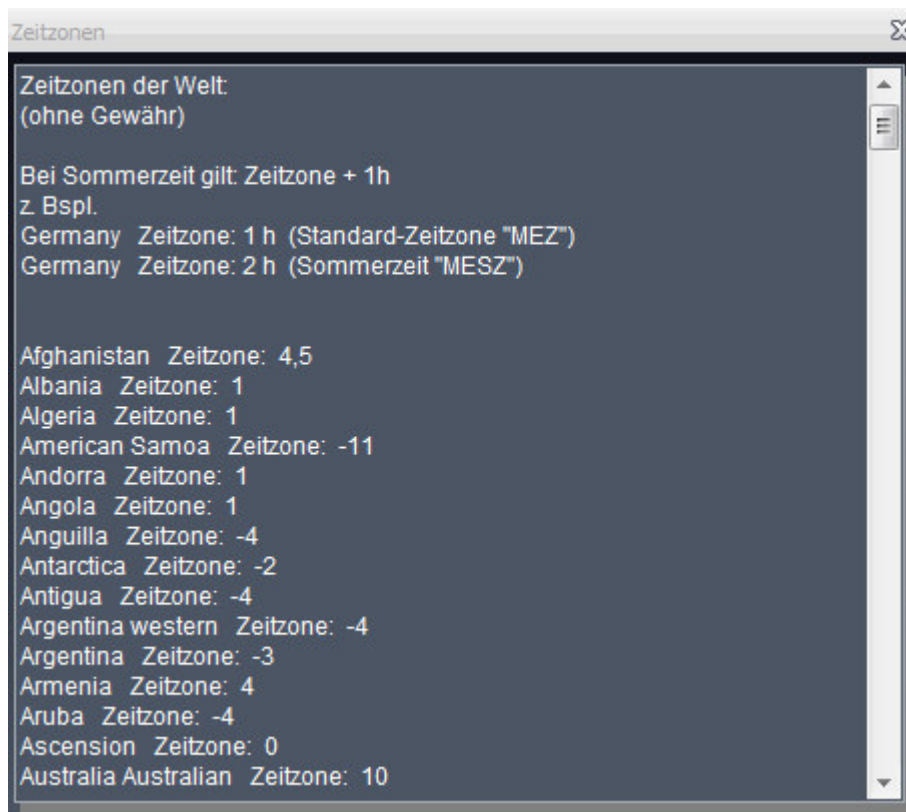 Zeitzonen
Zeitzonen der Welt:
(ohne Gewähr)
Bei Sommerzeit gilt: Zeitzone + 1h
z. Bspl.
Germany Zeitzone: 1 h (Standard-Zeitzone "MEZ")
Germany Zeitzone: 2 h (Sommerzeit "MESZ")
Afghanistan Zeitzone: 4,5
Albania Zeitzone: 1
Algeria Zeitzone: 1
American Samoa Zeitzone: -11
Andorra Zeitzone: 1
Angola Zeitzone: 1
Anguilla Zeitzone: -4
Antarctica Zeitzone: -2
Antigua Zeitzone: -4
Argentina western Zeitzone: -4
Argentina Zeitzone: -3
Armenia Zeitzone: 4
Aruba Zeitzone: -4
Ascension Zeitzone: 0
Australia Australian Zeitzone: 10